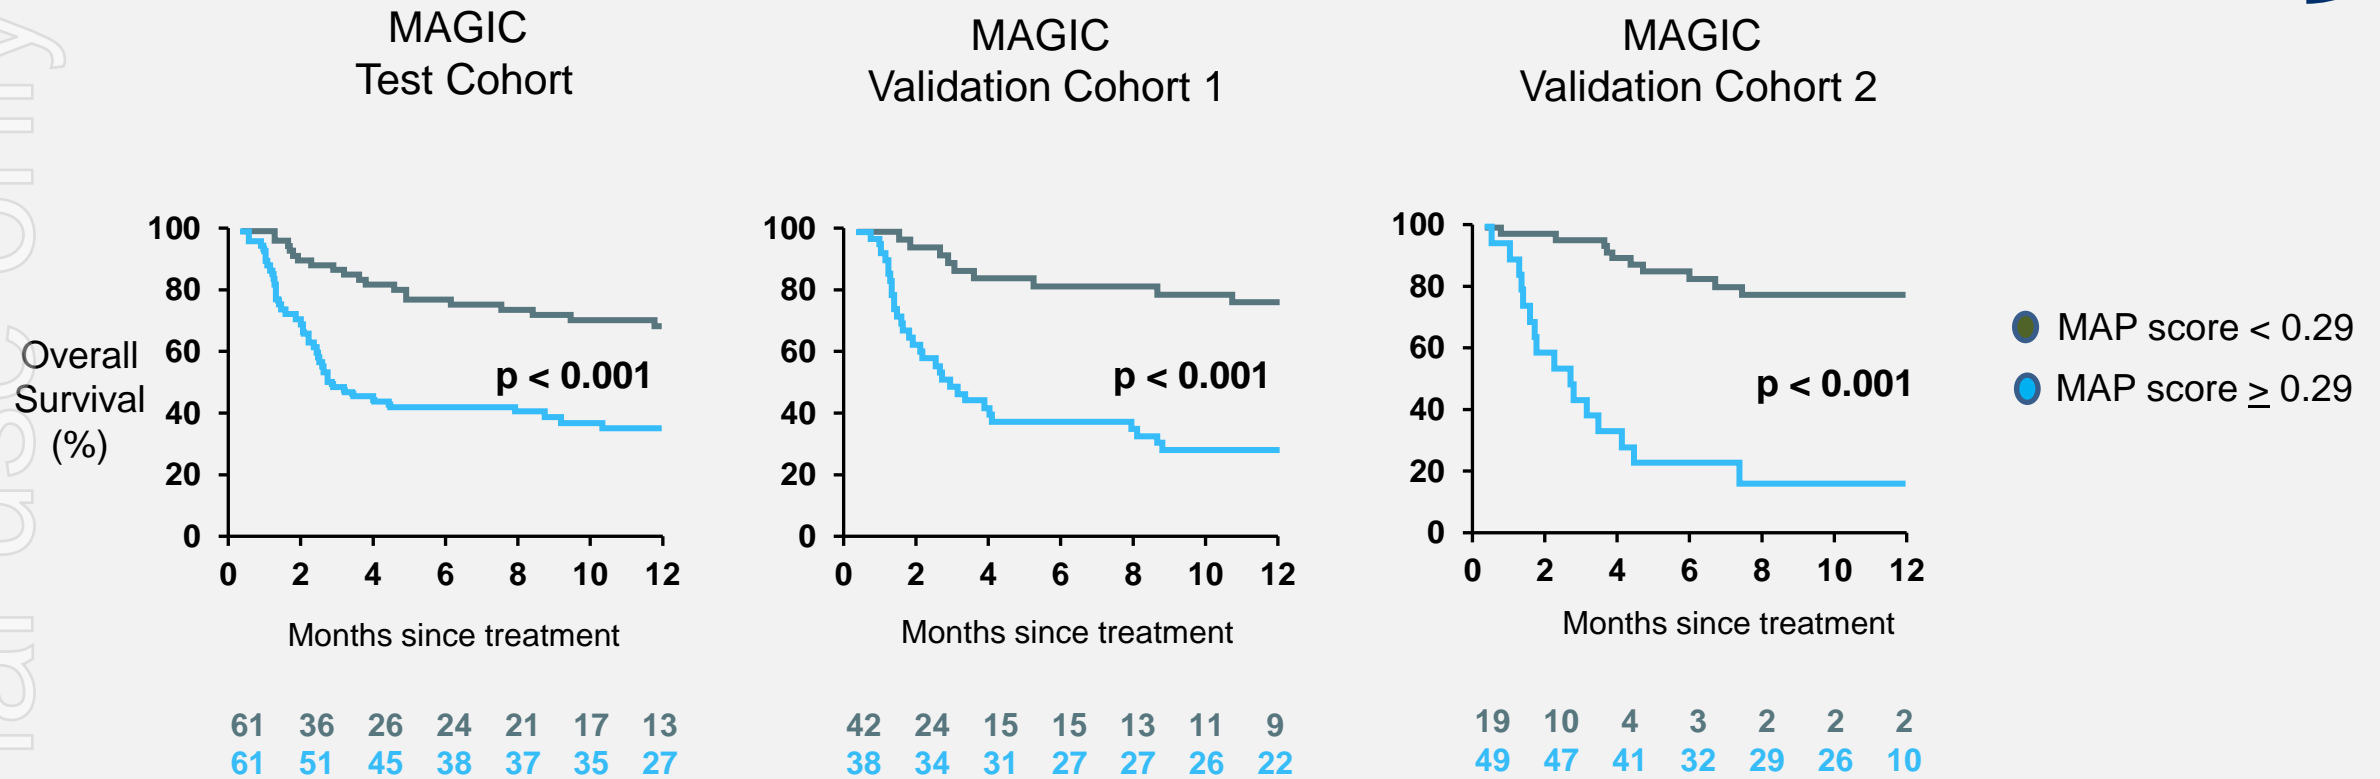 MAGIC
Test Cohort
MAGIC
Validation Cohort 1
MAGIC
Validation Cohort 2
Overall
Survival
(%)
100
80
60
40
20
0
p < 0.001
0 2 4 6 8 10 12
Months since treatment
61 36 26 24 21 17 13
61 51 45 38 37 35 27
100
80
60
40
20
0
p < 0.001
0 2 4 6 8 10 12
Months since treatment
42 24 15 15 13 11 9
38 34 31 27 27 26 22
100
80
60
40
20
0
p < 0.001
0 2 4 6 8 10 12
Months since treatment
19 10 4 3 2 2 2
49 47 41 32 29 26 10
MAP score < 0.29
MAP score ≥ 0.29